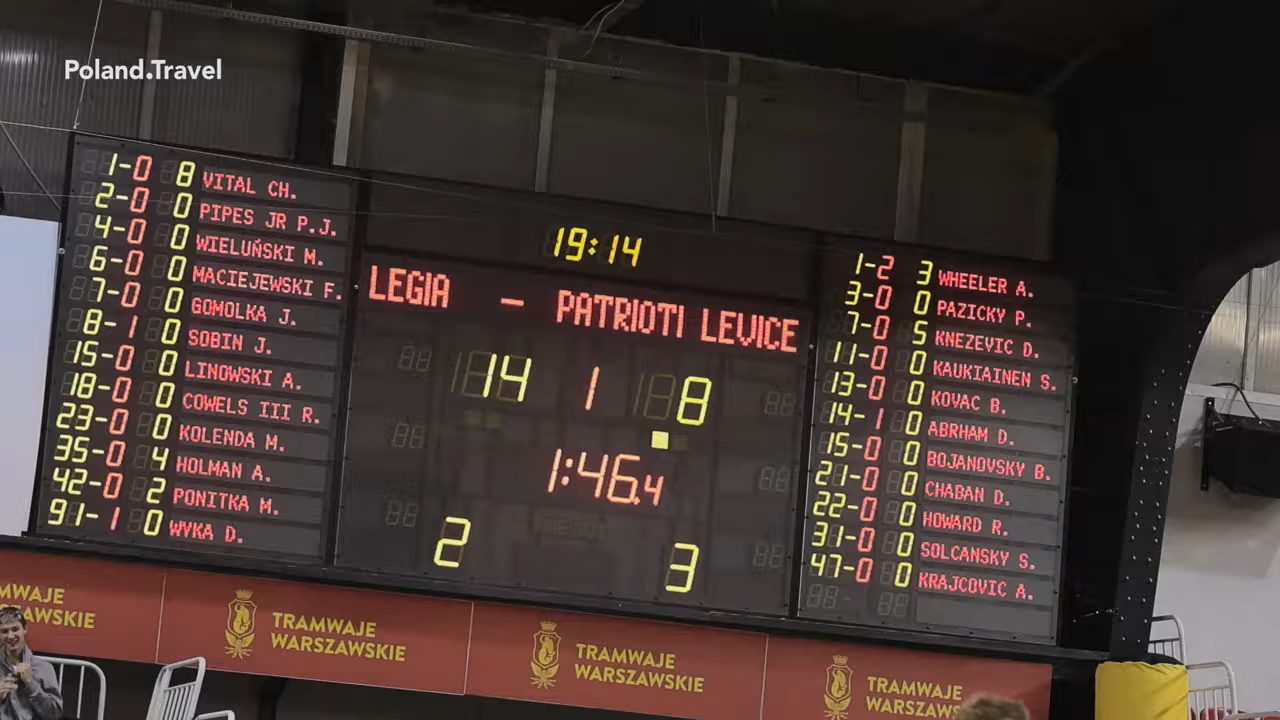 Poland.Travel
1-0 8 VITAL CH.
2-0 0 PIPES JR P.J.
4-0 0 WIELUŃSKI M.
6-0 0 MACIEJEWSKI F.
7-0 0 GOMOLKA J.
8-1 0 SOBIN J.
15-0 0 LINOWSKI A.
18-0 0 COWELS III R.
23-0 0 KOLENDA M.
35-0 4 HOLMAN A.
42-0 2 PONITKA M.
91-1 0 WYKA D.
19:14
LEGIA - PATRIOTI LEVICE
14 1 8
1:46.4
2 3
1-2 3 WHEELER A.
3-0 0 PAZICKY P.
7-0 5 KNEZEVIC D.
11-0 0 KAUKIAINEN S.
13-0 0 KOVAC B.
14-1 0 ABRHAM D.
15-0 0 BOJANOVSKY B.
21-0 0 CHABAN D.
22-0 0 HOWARD R.
31-0 0 SOLCANSKY S.
47-0 0 KRAJCOVIC A.
TRAMWAJE
WARSZAWSKIE
TRAMWAJE
WARSZAWSKIE
TRAMWAJE